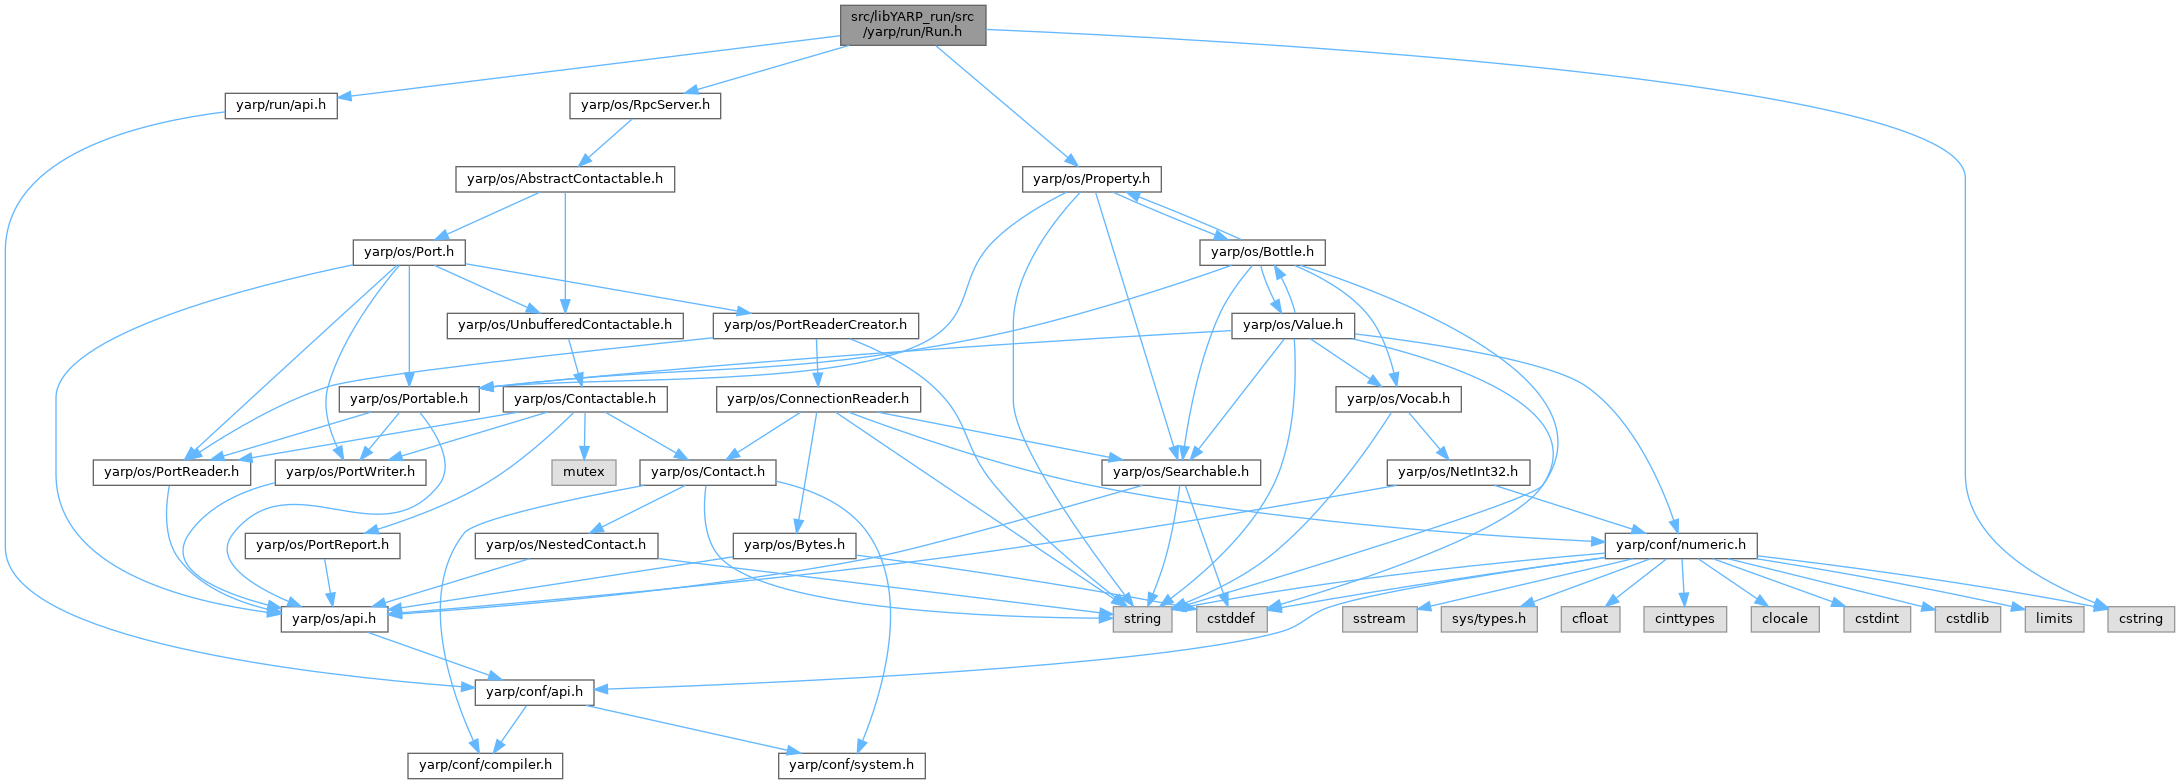 src/libYARP_run/src
/yarp/run/Run.h
yarp/run/api.h
yarp/os/RpcServer.h
yarp/os/AbstractContactable.h
yarp/os/Property.h
yarp/os/Port.h
yarp/os/Bottle.h
yarp/os/UnbufferedContactable.h
yarp/os/PortReaderCreator.h
yarp/os/Value.h
yarp/os/Portable.h
yarp/os/Contactable.h
yarp/os/ConnectionReader.h
yarp/os/Vocab.h
yarp/os/PortReader.h
yarp/os/PortWriter.h
mutex
yarp/os/Contact.h
yarp/os/Searchable.h
yarp/os/NetInt32.h
yarp/os/PortReport.h
yarp/os/NestedContact.h
yarp/os/Bytes.h
yarp/conf/numeric.h
yarp/os/api.h
string
cstddef
sstream
sys/types.h
cfloat
cinttypes
clocale
cstdint
cstdlib
limits
cstring
yarp/conf/api.h
yarp/conf/compiler.h
yarp/conf/system.h